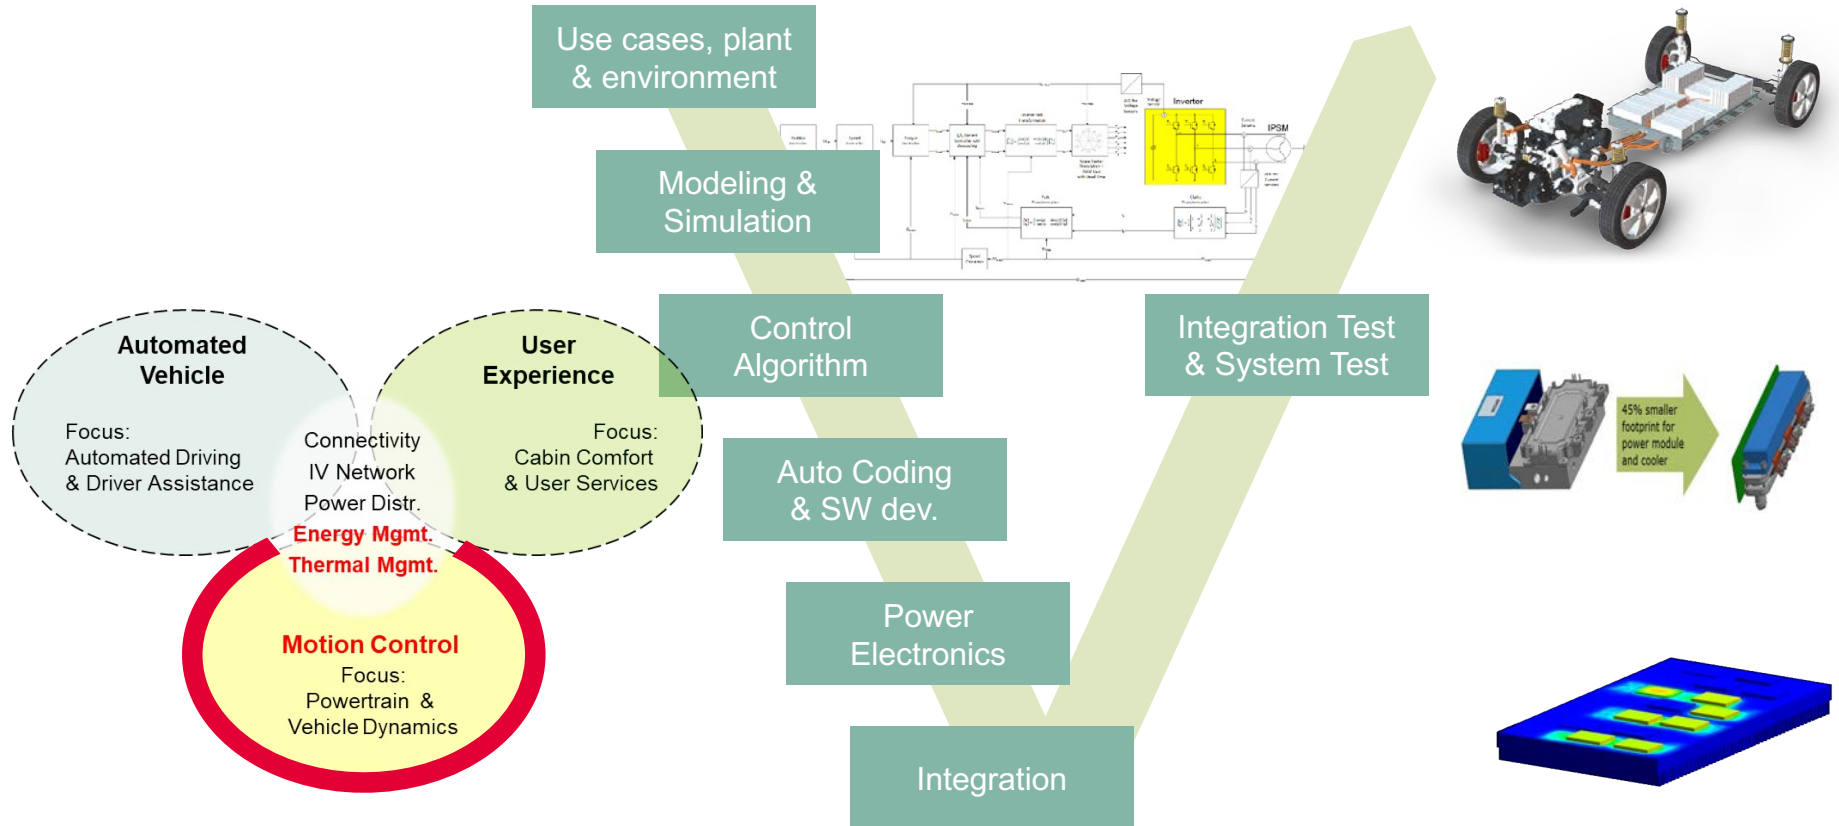 Use cases, plant
& environment
Modeling &
Simulation
Inverter
IPSM
Control
Algorithm
Integration Test
& System Test
Auto Coding
& SW dev.
Power
Electronics
Integration
Automated
Vehicle
Focus:
Automated Driving
& Driver Assistance
User
Experience
Focus:
Cabin Comfort
& User Services
Connectivity
IV Network
Power Distr.
Energy Mgmt.
Thermal Mgmt.
Motion Control
Focus:
Powertrain &
Vehicle Dynamics
45% smaller
footprint for
power module
and cooler